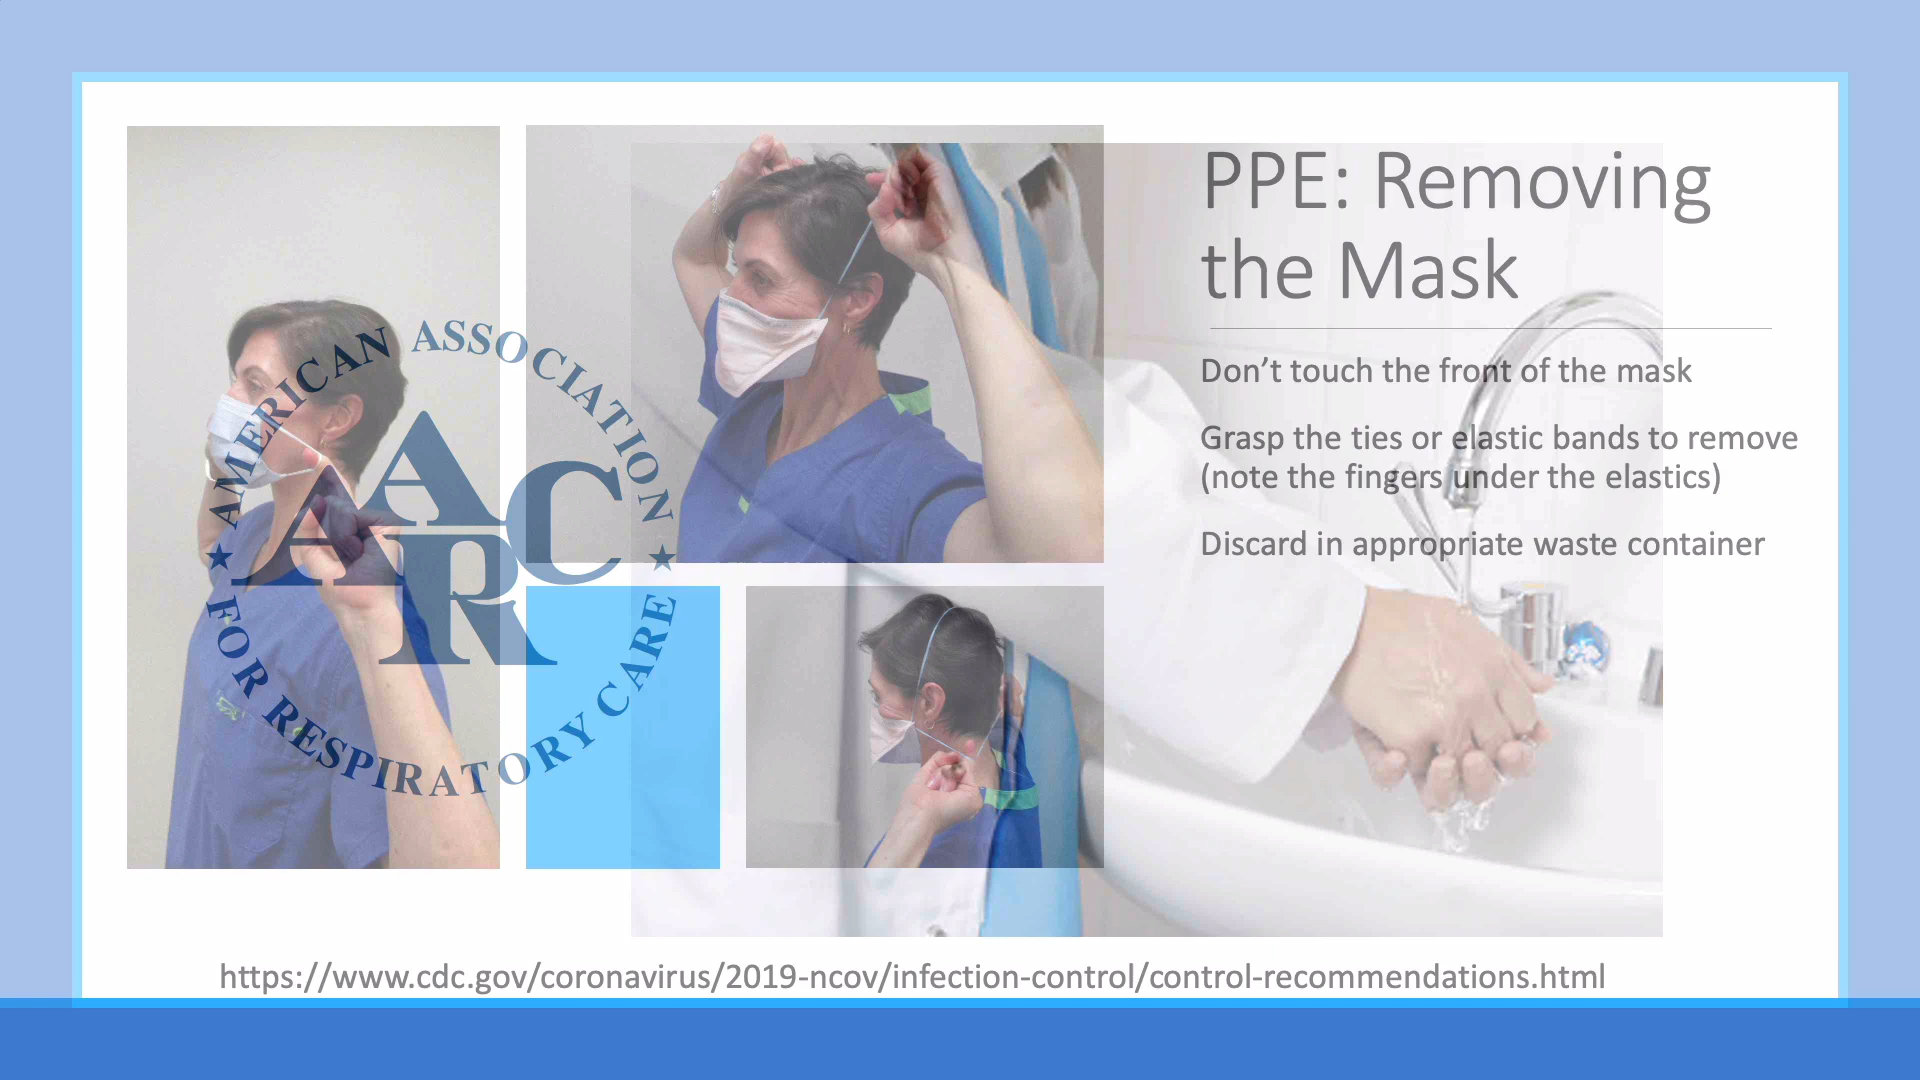 PPE: Removing
the Mask
Don’t touch the front of the mask
Grasp the ties or elastic bands to remove
(note the fingers under the elastics)
Discard in appropriate waste container
AMERICAN ASSOCIATION
FOR RESPIRATORY CARE
AARC
https://www.cdc.gov/coronavirus/2019-ncov/infection-control/control-recommendations.html